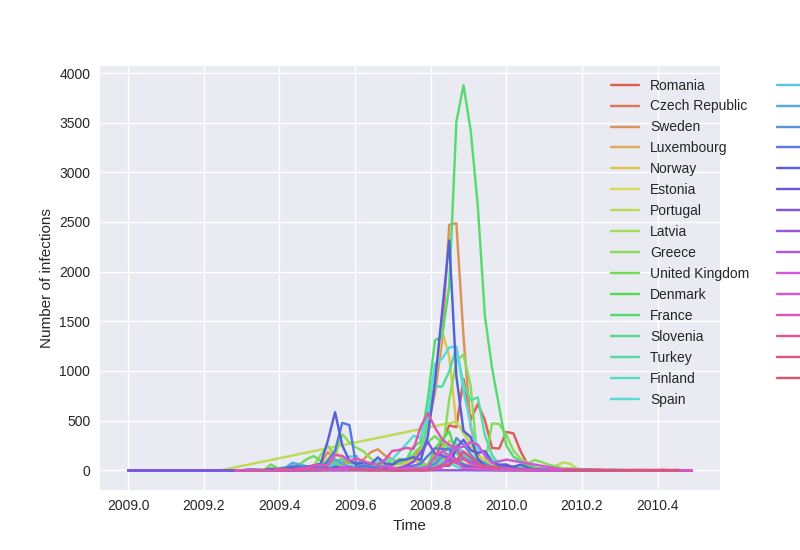 4000
3500
3000
2500
2000
1500
1000
500
0
Number of infections
2009.0 2009.2 2009.4 2009.6 2009.8 2010.0 2010.2 2010.4
Time
Romania
Czech Republic
Sweden
Luxembourg
Norway
Estonia
Portugal
Latvia
Greece
United Kingdom
Denmark
France
Slovenia
Turkey
Finland
Spain